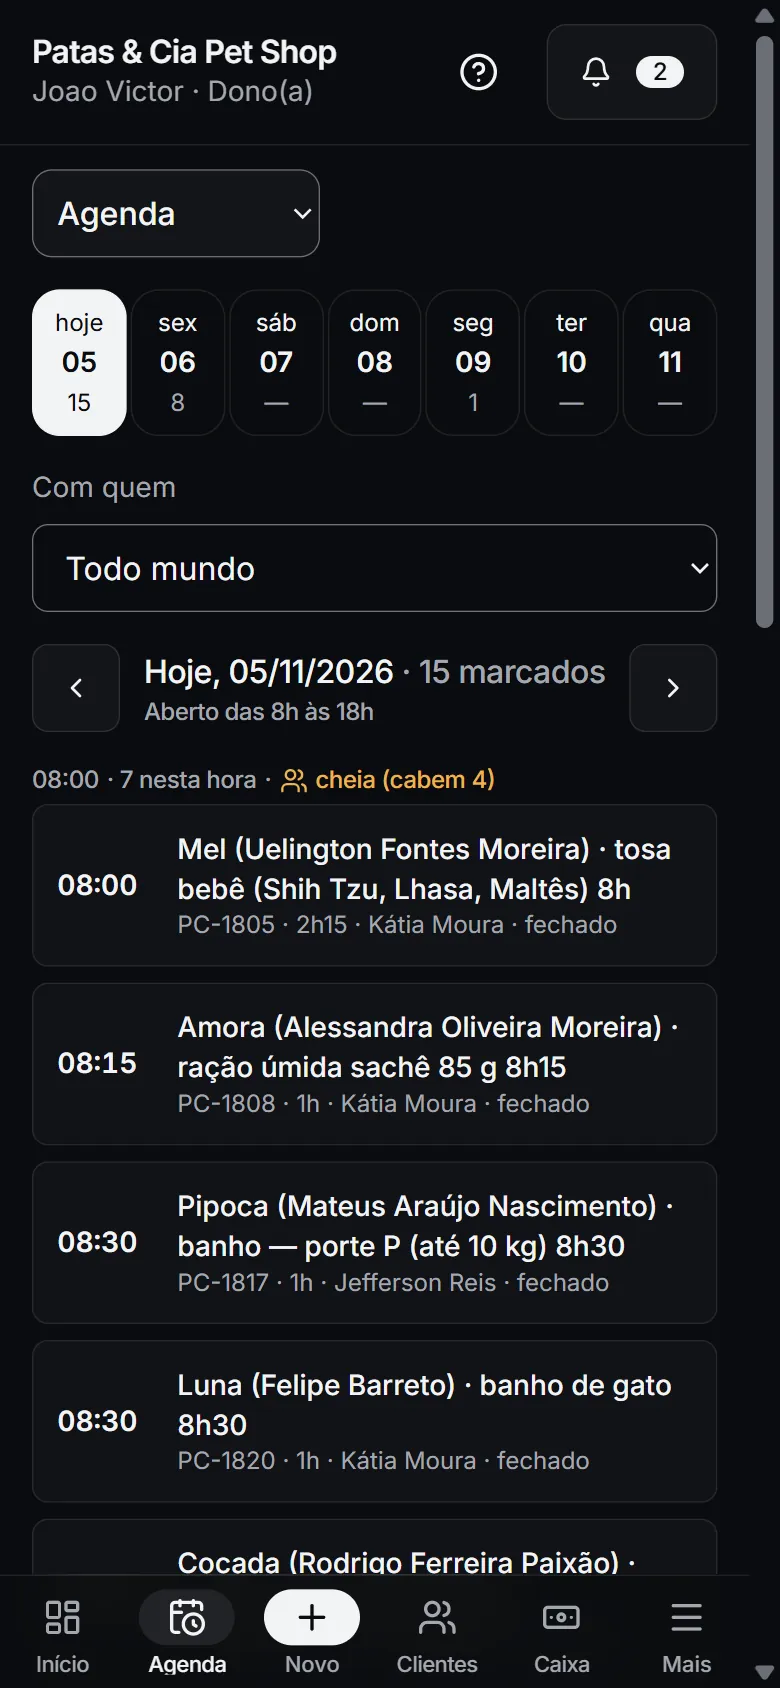 Patas & Cia Pet Shop
Joao Victor · Dono(a)
2
Agenda
hoje
05
15
sex
06
8
sáb
07
—
dom
08
—
seg
09
1
ter
10
—
qua
11
—
Com quem
Todo mundo
Hoje, 05/11/2026 · 15 marcados
Aberto das 8h às 18h
08:00 · 7 nesta hora · cheia (cabem 4)
08:00
Mel (Uelington Fontes Moreira) · tosa
bebê (Shih Tzu, Lhasa, Maltês) 8h
PC-1805 · 2h15 · Kátia Moura · fechado
08:15
Amora (Alessandra Oliveira Moreira) ·
ração úmida sachê 85 g 8h15
PC-1808 · 1h · Kátia Moura · fechado
08:30
Pipoca (Mateus Araújo Nascimento) ·
banho — porte P (até 10 kg) 8h30
PC-1817 · 1h · Jefferson Reis · fechado
08:30
Luna (Felipe Barreto) · banho de gato
8h30
PC-1820 · 1h · Kátia Moura · fechado
Cocada (Rodrigo Ferreira Paixão) ·
Início
Agenda
Novo
Clientes
Caixa
Mais